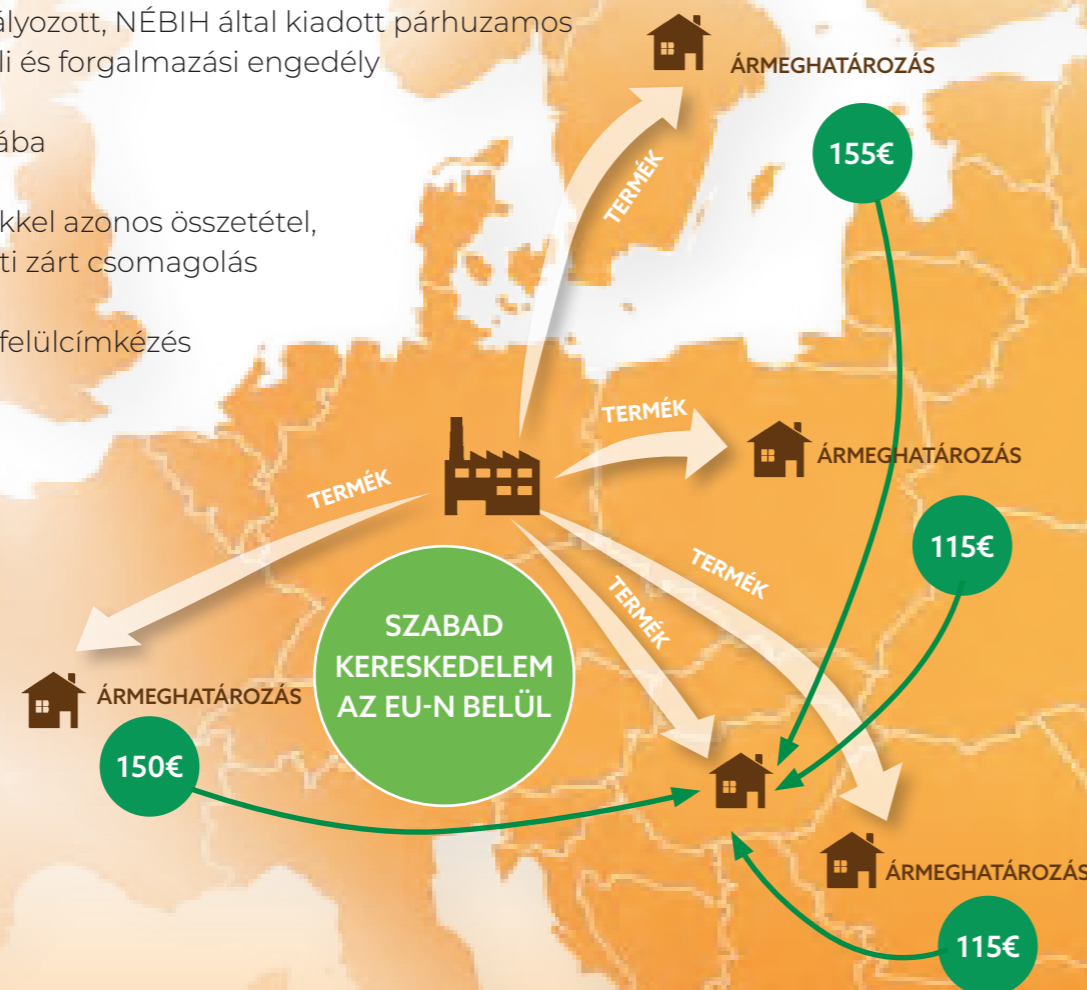 ályozott, NÉBIH által kiadott párhuzamos
li és forgalmazási engedély
ába
kkel azonos összetétel,
ti zárt csomagolás
felülcímkézés
ÁRMEGHATÁROZÁS
155€
TERMÉK
TERMÉK
ÁRMEGHATÁROZÁS
TERMÉK
115€
TERMÉK
TERMÉK
SZABAD
KERESKEDELEM
AZ EU-N BELÜL
ÁRMEGHATÁROZÁS
150€
ÁRMEGHATÁROZÁS
115€